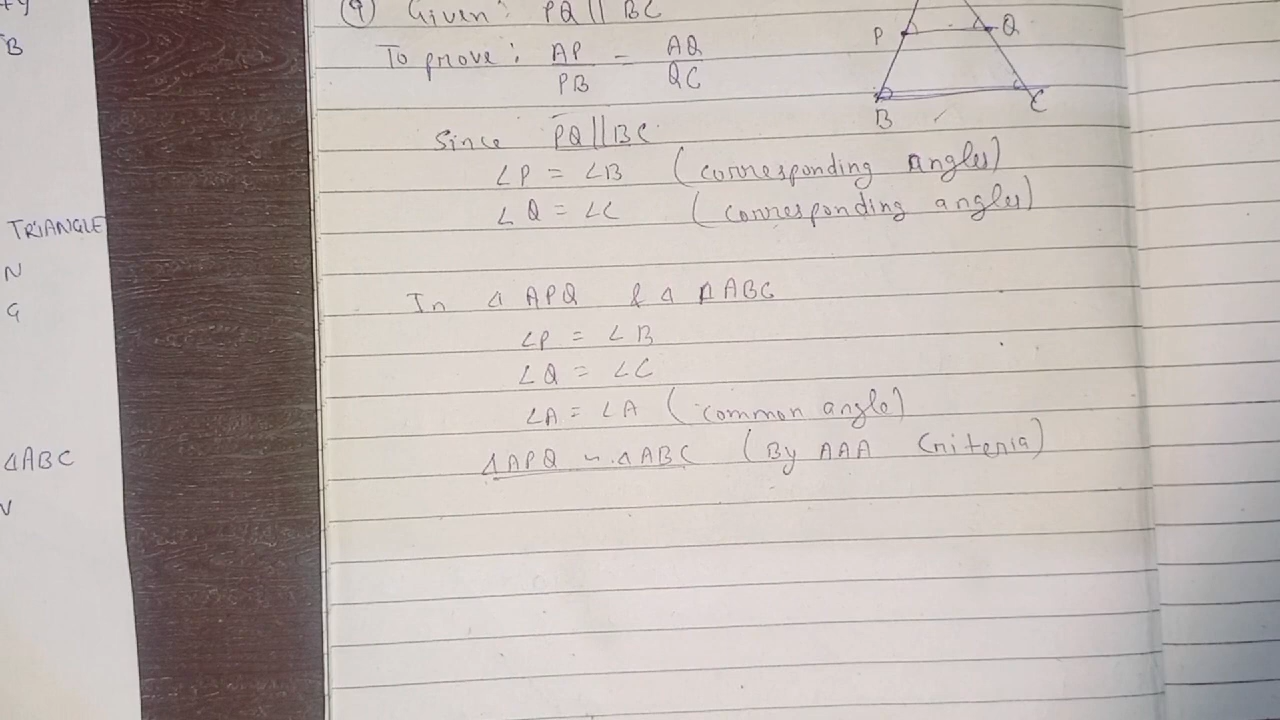 B
TRIANGLE
N
G
△ABC
V
(9) Given: PQ || BC
To prove: AP/PB = AQ/QC
P Q
B C
Since PQ||BC
∠P = ∠B (corresponding angles)
∠Q = ∠C (corresponding angles)
In △ APQ & △ ABC
∠P = ∠B
∠Q = ∠C
∠A = ∠A (common angle)
△APQ ~ △ABC (By AAA Criteria)